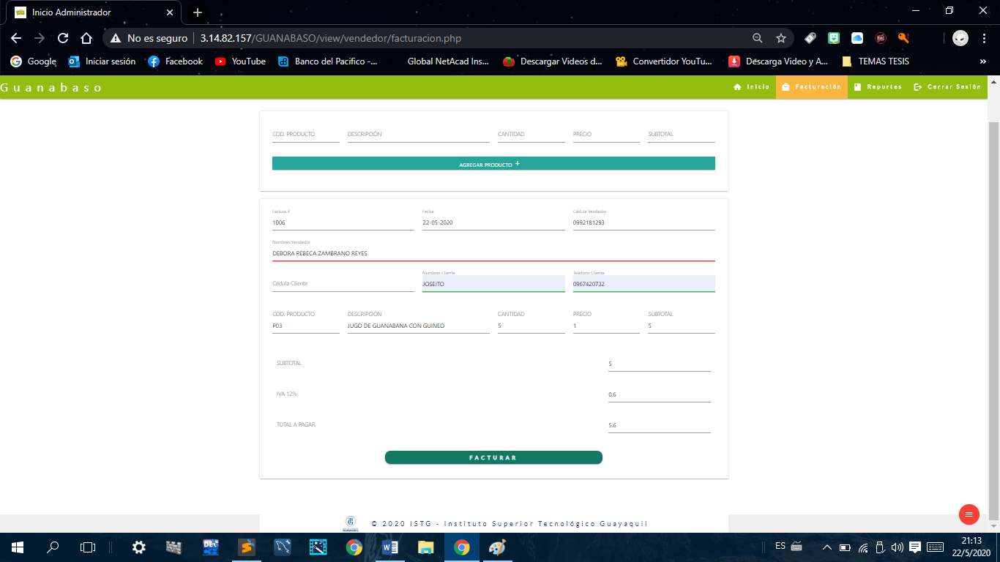 Inicio Administrador
No es seguro | 3.14.82.157/GUANABASO/view/vendedor/facturacion.php
Google Iniciar sesión Facebook YouTube Banco del Pacífico -... Global NetAcad Ins... Descargar Videos d... Convertidor YouTu... Descarga Video y A... TEMAS TESIS »
Guanabaso Inicio Facturación Reportes Cerrar Sesión
COD. PRODUCTO DESCRIPCIÓN CANTIDAD PRECIO SUBTOTAL
AGREGAR PRODUCTO +
Factura # Fecha Cédula Vendedor
1006 22-05-2020 0992181293
Nombres Vendedor
DEBORA REBECA ZAMBRANO REYES
Nombres Cliente Telefono Cliente
Cédula Cliente JOSEITO 0967420732
COD. PRODUCTO DESCRIPCIÓN CANTIDAD PRECIO SUBTOTAL
P03 JUGO DE GUANABANA CON GUINEO 5 1 5
SUBTOTAL 5
IVA 12% 0.6
TOTAL A PAGAR 5.6
FACTURAR
© 2020 ISTG - Instituto Superior Tecnológico Guayaquil
DEV
ES
21:13
22/5/2020